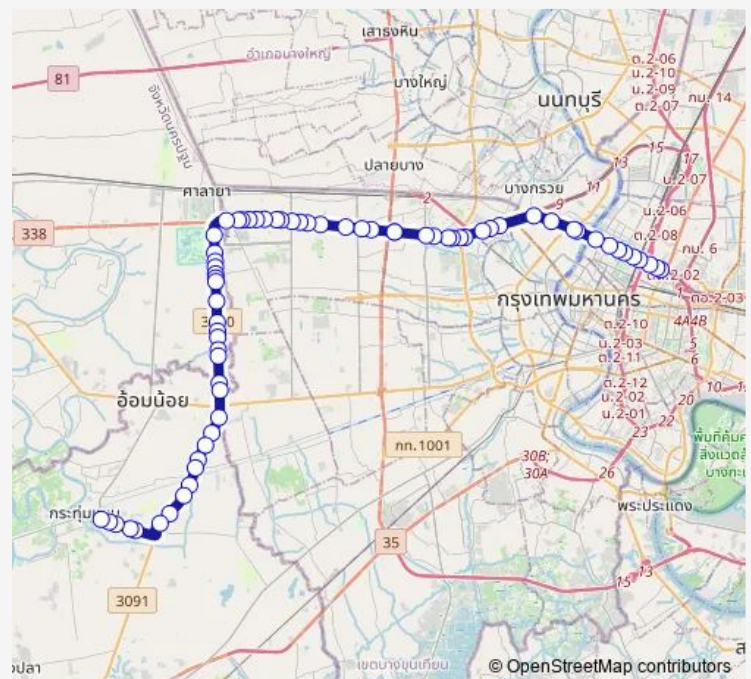 เสาธงหิน
อำเภอบางใหญ่
ต.2-06
น.2-10
น.2-09
ต.2-07
81
บางใหญ่
กม. 14
นนทบุรี
จังหวัดนครปฐม
15
13
17
ปลายบาง
น.2-07
ศาลายา
2
บางกรวย
11
9
น.2-06
338
ต.2-08
กม. 6
2-02
กรุงเทพมหานคร
1
ต.2-10
4A4B
น.2-03
5
ต.2-11
6
อ้อมน้อย
ต.2-12
10
น.2-02
20
น.2-01
23
22
กท.1001
30B;
30A
26
กระทุ่ม
พระประแดง
35
3091
15
13
เขตบางขุนเทียน
© OpenStreetMap contributors